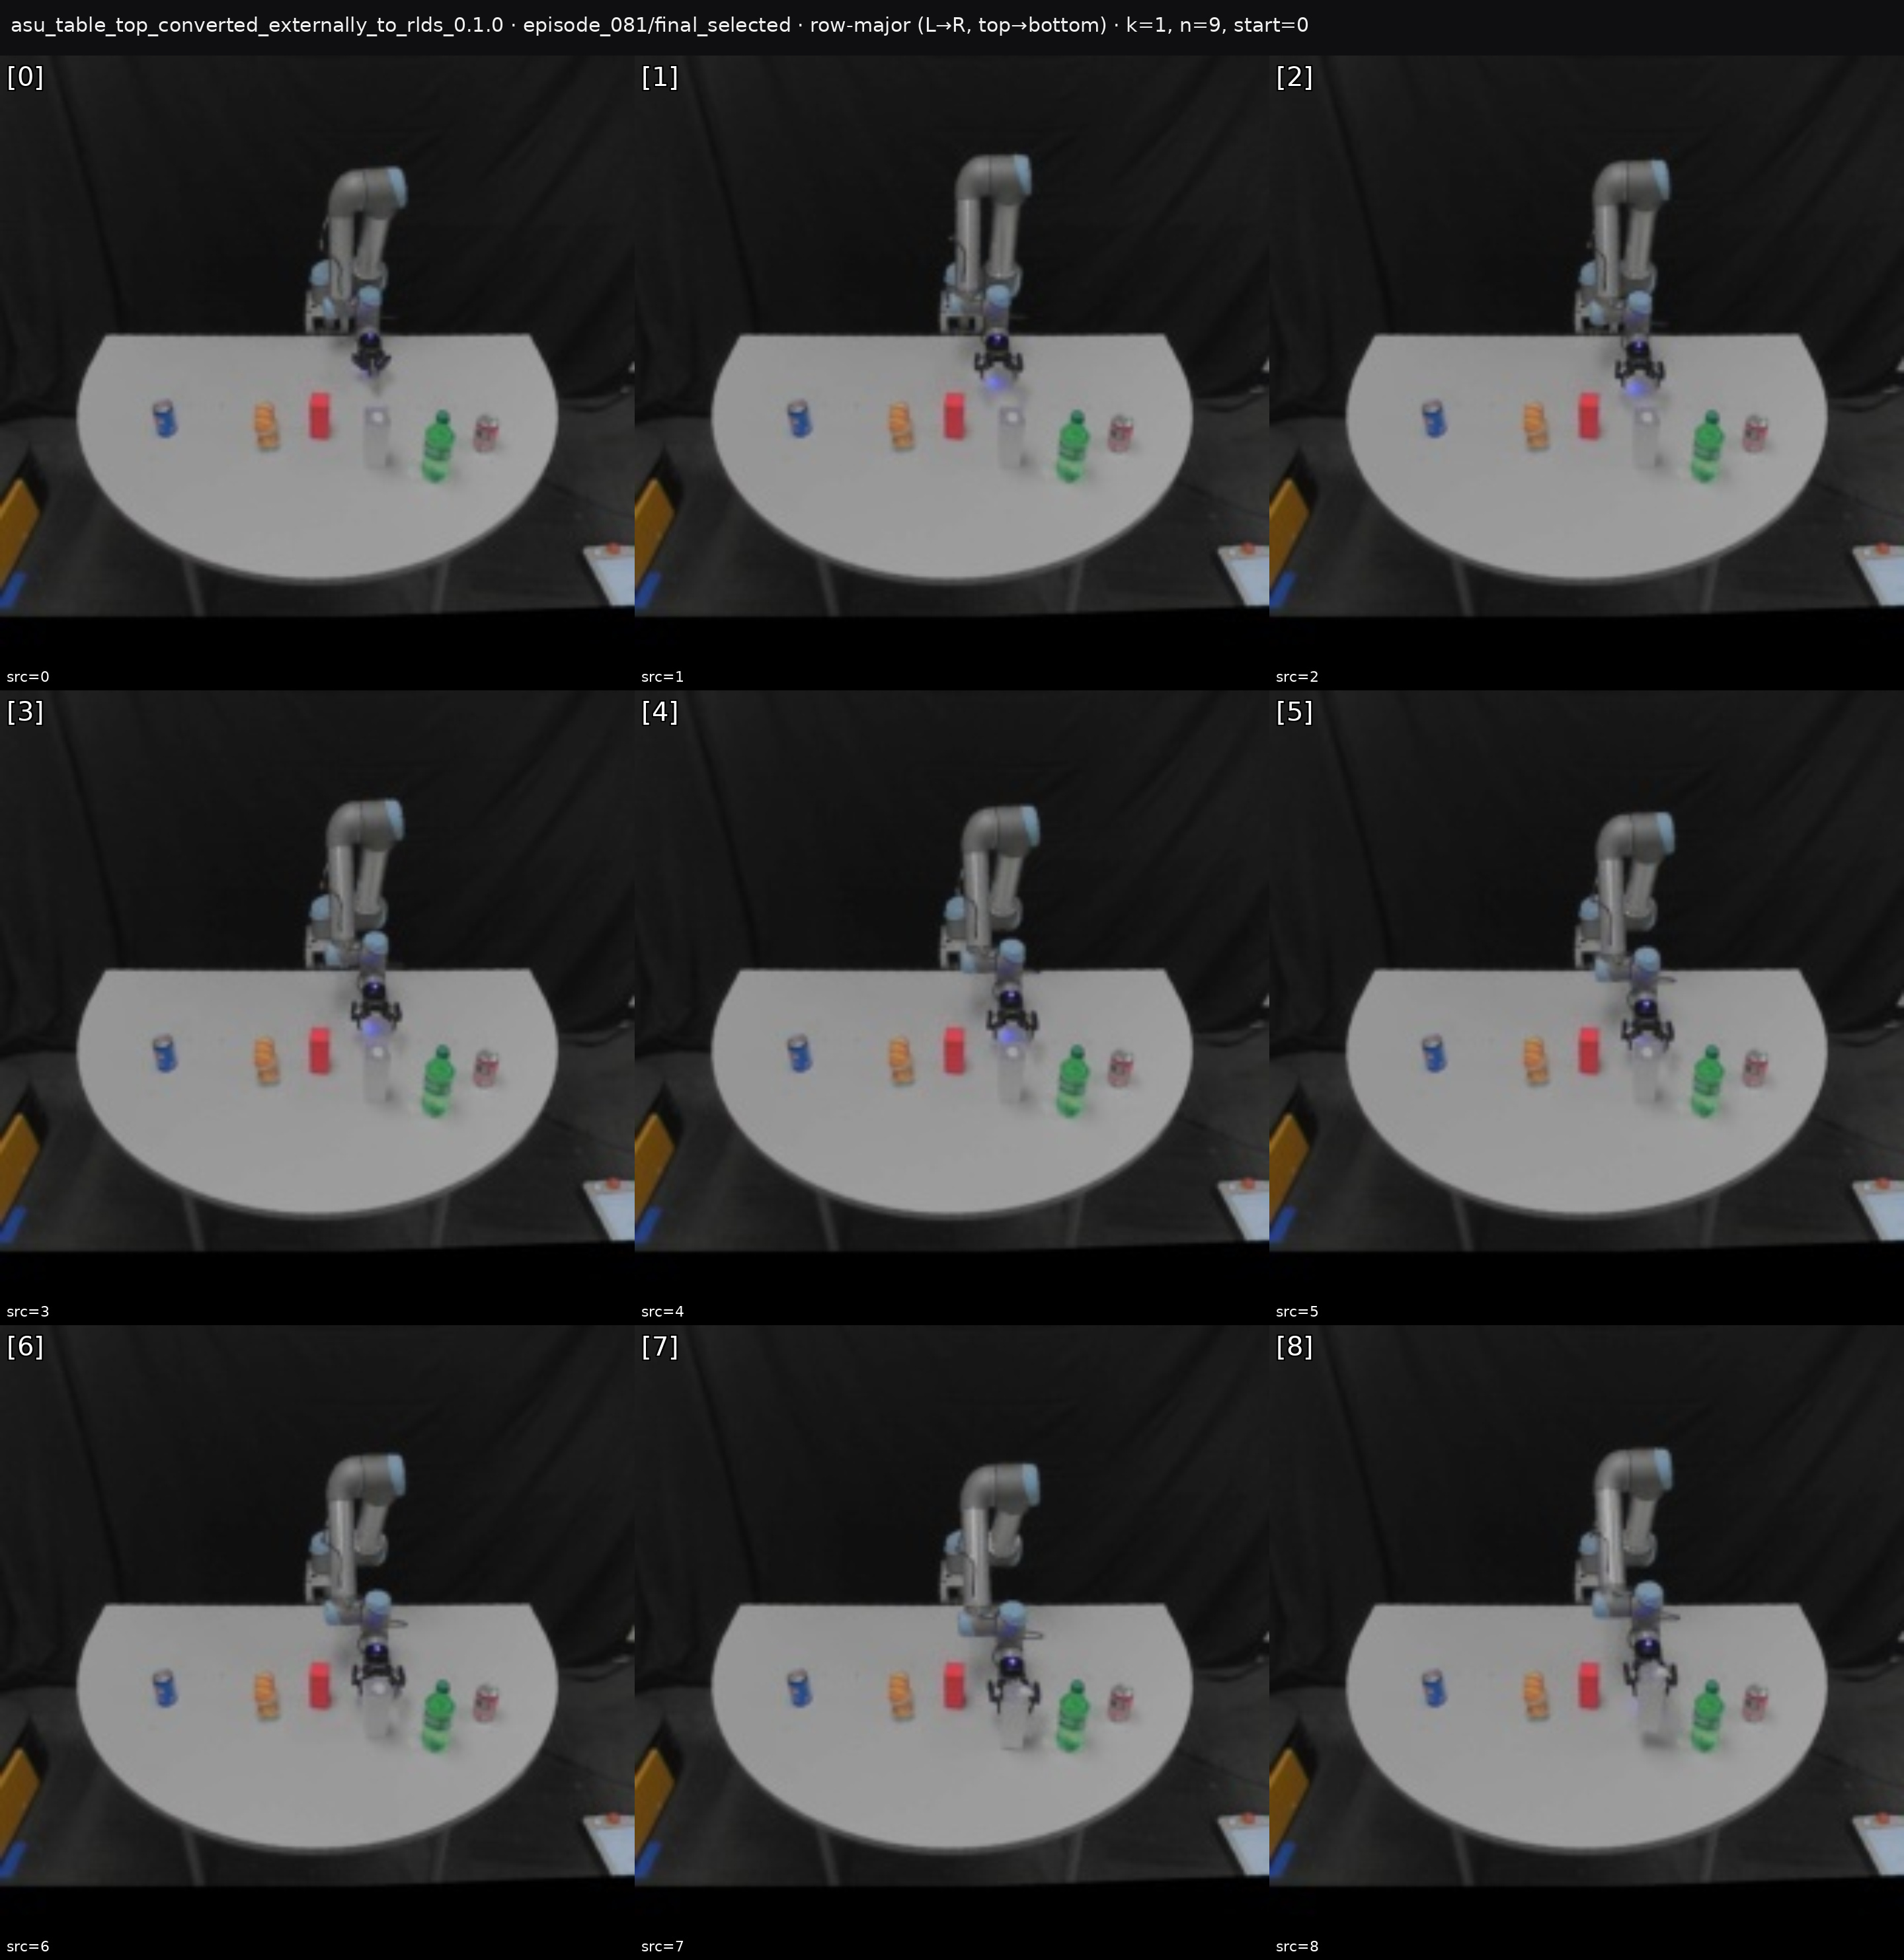 asu_table_top_converted_externally_to_rlds_0.1.0 · episode_081/final_selected · row-major (L→R, top→bottom) · k=1, n=9, start=0
[0]
[1]
[2]
src=0
src=1
src=2
[3]
[4]
[5]
src=3
src=4
src=5
[6]
[7]
[8]
src=6
src=7
src=8